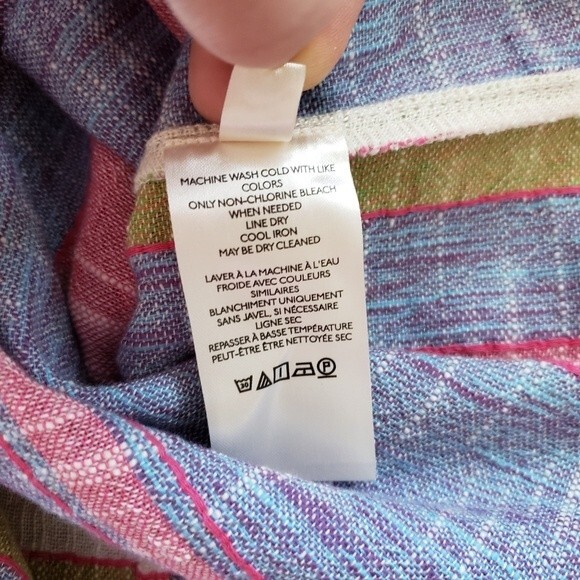 MACHINE WASH COLD WITH LIKE
COLORS
ONLY NON-CHLORINE BLEACH
WHEN NEEDED
LINE DRY
COOL IRON
MAY BE DRY CLEANED
LAVER À LA MACHINE À L'EAU
FROIDE AVEC COULEURS
SIMILAIRES
BLANCHIMENT UNIQUEMENT
SANS JAVEL, SI NÉCESSAIRE
LIGNE SEC
REPASSER À BASSE TEMPÉRATURE
PEUT-ÊTRE ÊTRE NETTOYÉE SEC
30 P